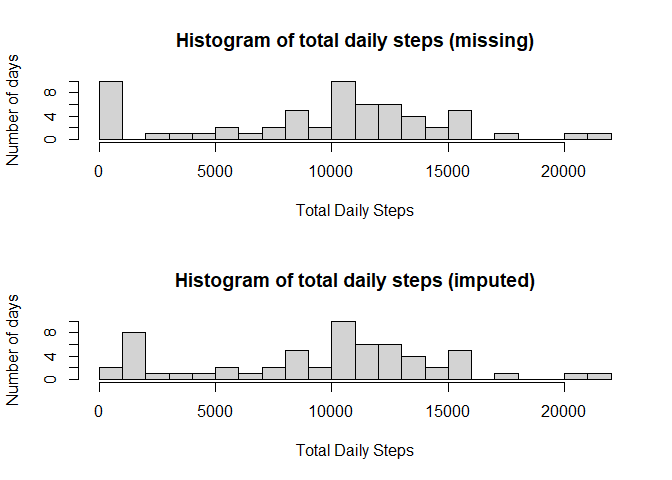 Histogram of total daily steps (missing)
Number of days
8
4
0
0 5000 10000 15000 20000
Total Daily Steps
Histogram of total daily steps (imputed)
Number of days
8
4
0
0 5000 10000 15000 20000
Total Daily Steps